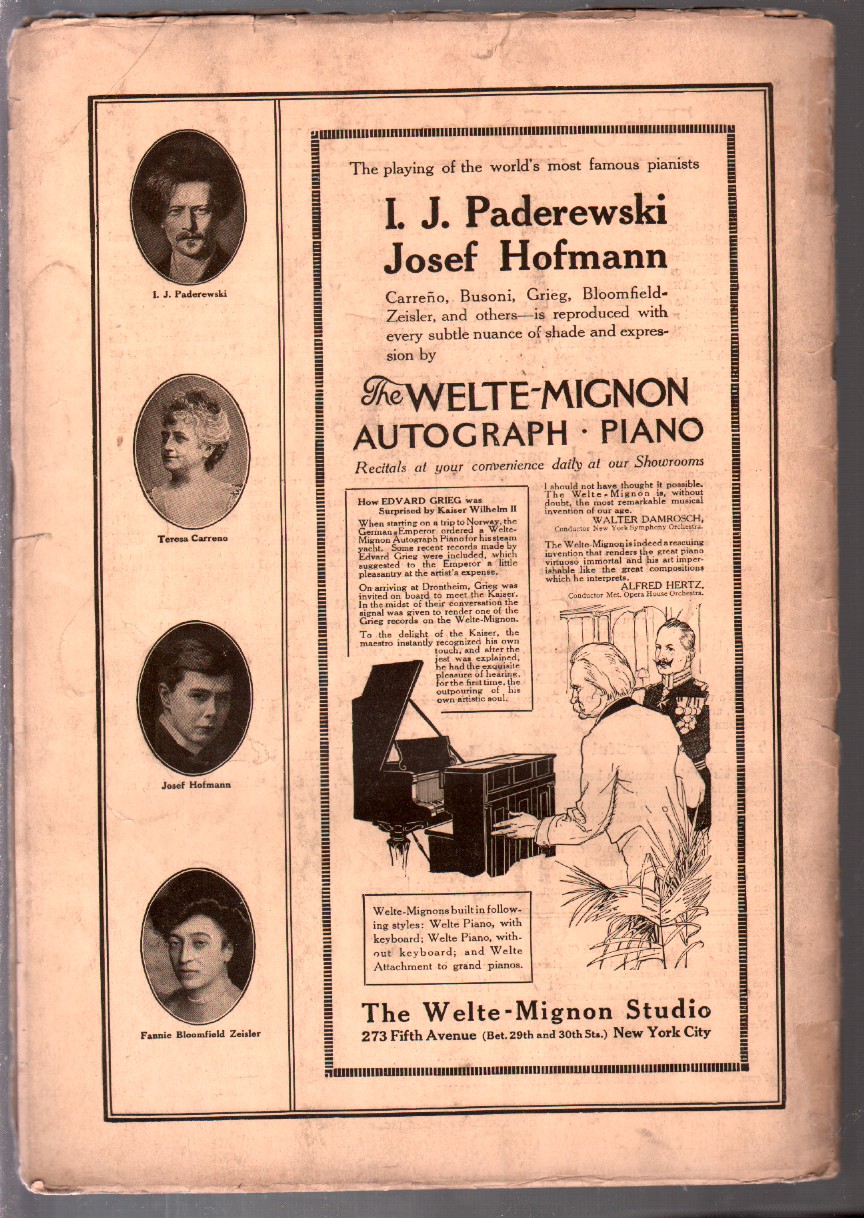 I. J. Paderewski
Teresa Carreno
Josef Hofmann
Fannie Bloomfield Zeisler
The playing of the world's most famous pianists
I. J. Paderewski
Josef Hofmann
Carreño, Busoni, Grieg, Bloomfield-
Zeisler, and others—is reproduced with
every subtle nuance of shade and expres-
sion by
The WELTE-MIGNON
AUTOGRAPH · PIANO
Recitals at your convenience daily at our Showrooms
How EDVARD GRIEG was
Surprised by Kaiser Wilhelm II
When starting on a trip to Norway, the
German Emperor ordered a Welte-
Mignon Autograph Piano for his steam
yacht. Some recent records made by
Edvard Grieg were included, which
suggested to the Emperor a little
pleasantry at the artist's expense.
On arriving at Drontheim, Grieg was
invited on board to meet the Kaiser.
In the midst of their conversation the
signal was given to render one of the
Grieg records on the Welte-Mignon.
To the delight of the Kaiser, the
maestro instantly recognized his own
touch, and after the
jest was explained,
he had the exquisite
pleasure of hearing,
for the first time, the
outpouring of his
own artistic soul.
I should not have thought it possible.
The Welte-Mignon is, without
doubt, the most remarkable musical
invention of our age.
WALTER DAMROSCH,
Conductor New York Symphony Orchestra.
The Welte-Mignon is indeed a rescuing
invention that renders the great piano
virtuoso immortal and his art imper-
ishable like the great compositions
which he interprets.
ALFRED HERTZ,
Conductor Met. Opera House Orchestra.
Welte-Mignons built in follow-
ing styles: Welte Piano, with
keyboard; Welte Piano, with-
out keyboard; and Welte
Attachment to grand pianos.
The Welte-Mignon Studio
273 Fifth Avenue (Bet. 29th and 30th Sts.) New York City